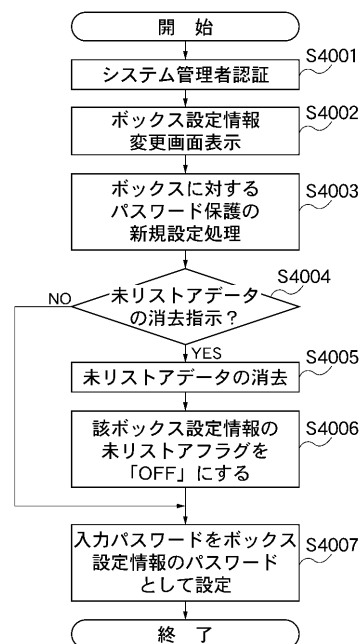 開 始
S4001
システム管理者認証
S4002
ボックス設定情報
変更画面表示
S4003
ボックスに対する
パスワード保護の
新規設定処理
S4004
未リストアデータ
の消去指示？
NO
YES
S4005
未リストアデータの消去
S4006
該ボックス設定情報の
未リストアフラグを
「OFF」にする
S4007
入力パスワードをボックス
設定情報のパスワード
として設定
終 了